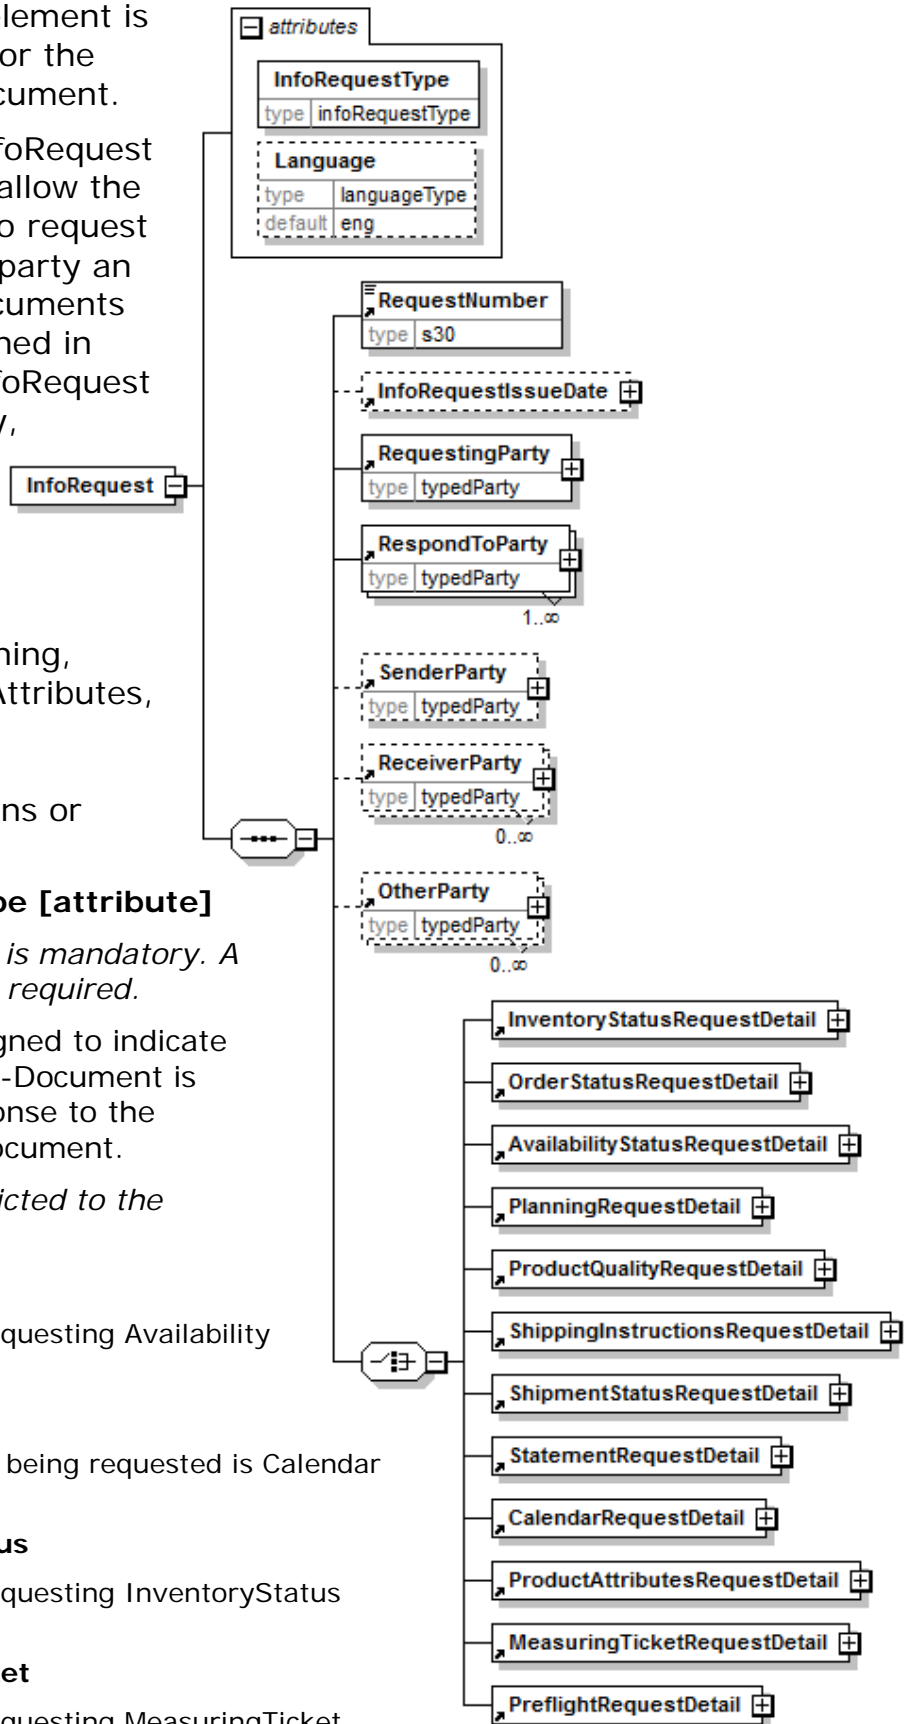 element is
or the
cument.
foRequest
allow the
o request
party an
cuments
ned in
foRequest
y,
ning,
Attributes,
ns or
pe [attribute]
is mandatory. A
required.
gned to indicate
-Document is
onse to the
ocument.
icted to the
questing Availability
being requested is Calendar
us
questing InventoryStatus
et
questing MeasuringTicket
attributes
InfoRequestType
type infoRequestType
Language
type languageType
default eng
InfoRequest
RequestNumber
type s30
InfoRequestIssueDate
RequestingParty
type typedParty
RespondToParty
type typedParty
1..∞
SenderParty
type typedParty
ReceiverParty
type typedParty
0..∞
OtherParty
type typedParty
0..∞
InventoryStatusRequestDetail
OrderStatusRequestDetail
AvailabilityStatusRequestDetail
PlanningRequestDetail
ProductQualityRequestDetail
ShippingInstructionsRequestDetail
ShipmentStatusRequestDetail
StatementRequestDetail
CalendarRequestDetail
ProductAttributesRequestDetail
MeasuringTicketRequestDetail
PreflightRequestDetail